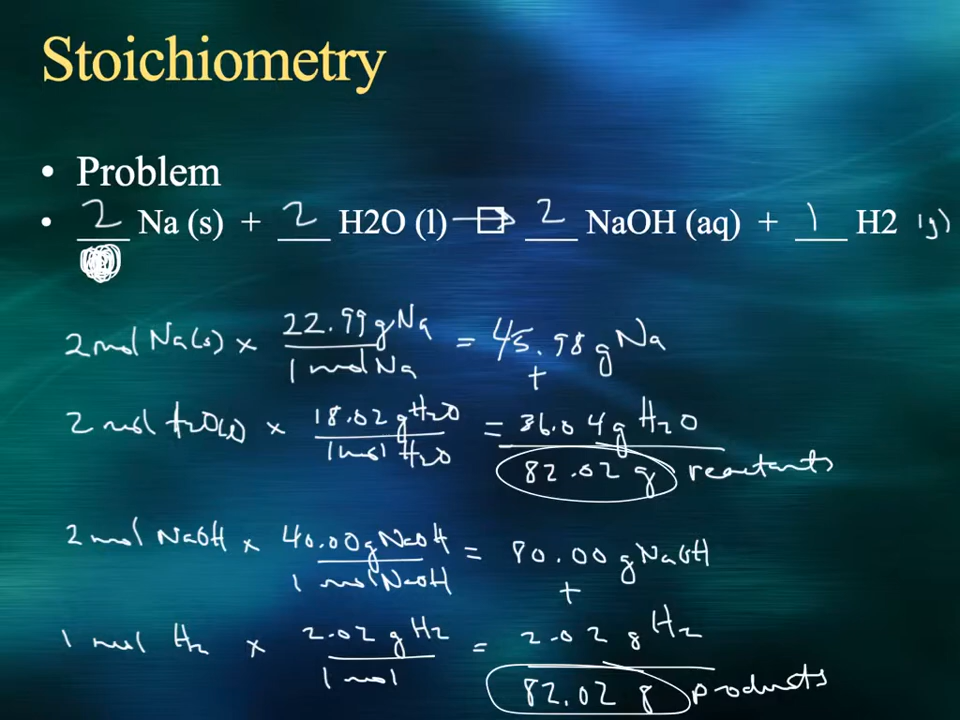 Stoichiometry
• Problem
• 2 Na (s) + 2 H2O (l) → 2 NaOH (aq) + 1 H2 (g)
2 mol Na(s) × 22.99 g Na / 1 mol Na = 45.98 g Na
+
2 mol H2O(l) × 18.02 g H2O / 1 mol H2O = 36.04 g H2O
82.02 g reactants
2 mol NaOH × 40.00 g NaOH / 1 mol NaOH = 80.00 g NaOH
+
1 mol H2 × 2.02 g H2 / 1 mol = 2.02 g H2
82.02 g products